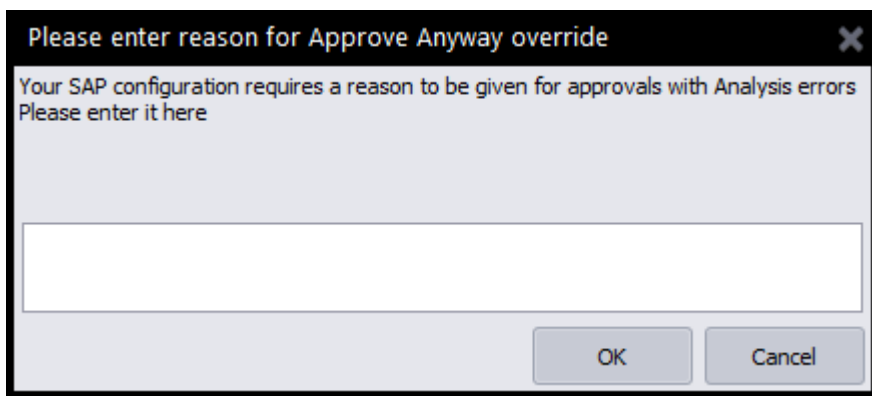 Please enter reason for Approve Anyway override
Your SAP configuration requires a reason to be given for approvals with Analysis errors
Please enter it here
OK
Cancel